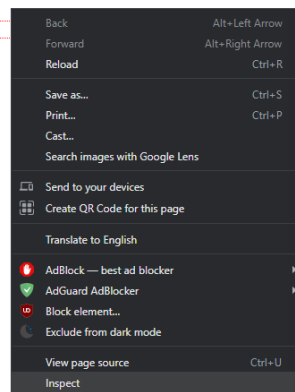 Back Alt+Left Arrow
Forward Alt+Right Arrow
Reload Ctrl+R
Save as... Ctrl+S
Print... Ctrl+P
Cast...
Search images with Google Lens
Send to your devices
Create QR Code for this page
Translate to English
AdBlock — best ad blocker
AdGuard AdBlocker
Block element...
Exclude from dark mode
View page source Ctrl+U
Inspect